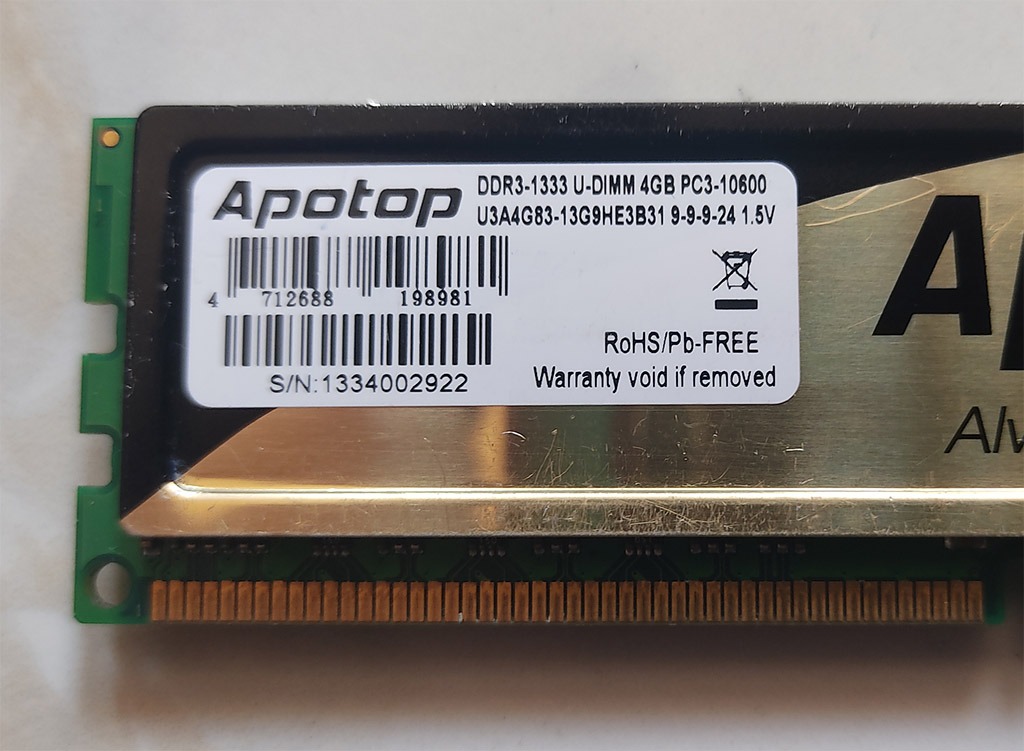 Apotop
DDR3-1333 U-DIMM 4GB PC3-10600
U3A4G83-13G9HE3B31 9-9-9-24 1.5V
4 712688 198981
S/N:1334002922
RoHS/Pb-FREE
Warranty void if removed